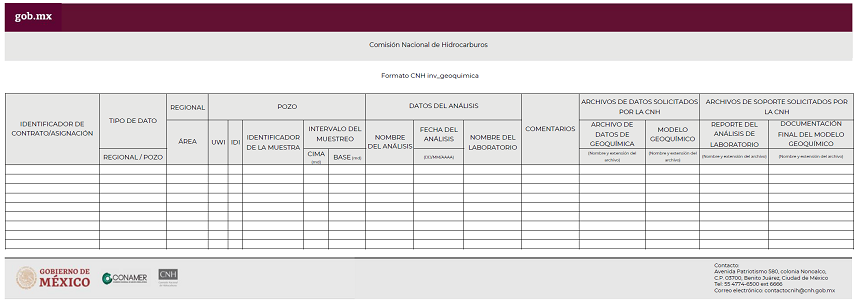 gob.mx
Comisión Nacional de Hidrocarburos
Formato CNH inv_geoquimica
IDENTIFICADOR DE
CONTRATO/ASIGNACIÓN
TIPO DE DATO
REGIONAL / POZO
REGIONAL
ÁREA
POZO
UWI
IDI
IDENTIFICADOR
DE LA MUESTRA
INTERVALO DEL
MUESTREO
CIMA
(md)
BASE (md)
DATOS DEL ANÁLISIS
NOMBRE
DEL ANÁLISIS
FECHA DEL
ANÁLISIS
(DD/MM/AAAA)
NOMBRE DEL
LABORATORIO
COMENTARIOS
ARCHIVOS DE DATOS SOLICITADOS
POR LA CNH
ARCHIVO DE
DATOS DE
GEOQUÍMICA
(Nombre y extensión del
archivo)
MODELO
GEOQUÍMICO
(Nombre y extensión del
archivo)
ARCHIVOS DE SOPORTE SOLICITADOS POR
LA CNH
REPORTE DEL
ANÁLISIS DE
LABORATORIO
(Nombre y extensión del archivo)
DOCUMENTACIÓN
FINAL DEL MODELO
GEOQUÍMICO
(Nombre y extensión del archivo)
GOBIERNO DE
MÉXICO
CONAMER
CNH
Contacto:
Avenida Patriotismo 580, colonia Nonoalco,
C.P. 03700, Benito Juárez, Ciudad de México
Tel: 55 4774-6500 ext 6666
Correo electrónico: contactocnih@cnh.gob.mx